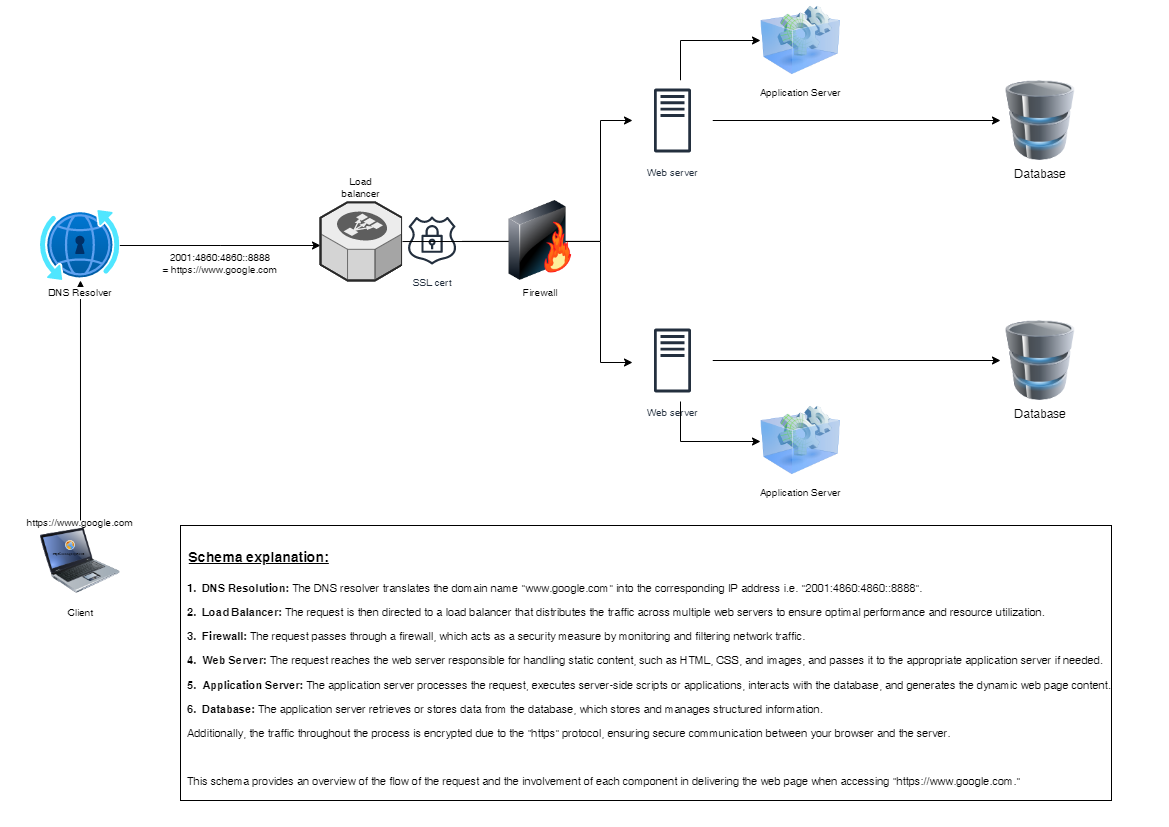 Application Server
Web server
Database
Load
balancer
2001:4860:4860::8888
= https://www.google.com
DNS Resolver
SSL cert
Firewall
Web server
Database
Application Server
https://www.google.com
Client
Schema explanation:
1. DNS Resolution: The DNS resolver translates the domain name "www.google.com" into the corresponding IP address i.e. "2001:4860:4860::8888".
2. Load Balancer: The request is then directed to a load balancer that distributes the traffic across multiple web servers to ensure optimal performance and resource utilization.
3. Firewall: The request passes through a firewall, which acts as a security measure by monitoring and filtering network traffic.
4. Web Server: The request reaches the web server responsible for handling static content, such as HTML, CSS, and images, and passes it to the appropriate application server if needed.
5. Application Server: The application server processes the request, executes server-side scripts or applications, interacts with the database, and generates the dynamic web page content.
6. Database: The application server retrieves or stores data from the database, which stores and manages structured information.
Additionally, the traffic throughout the process is encrypted due to the "https" protocol, ensuring secure communication between your browser and the server.
This schema provides an overview of the flow of the request and the involvement of each component in delivering the web page when accessing "https://www.google.com."